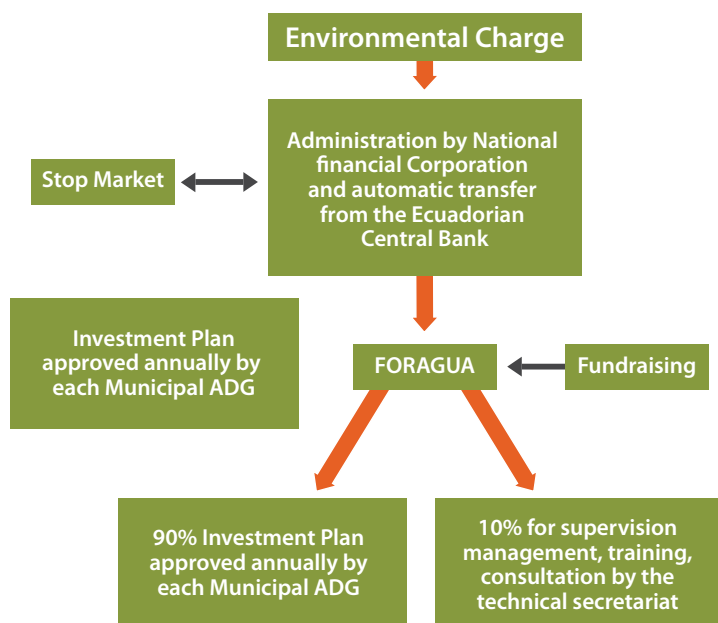 Environmental Charge
Administration by National
financial Corporation
and automatic transfer
from the Ecuadorian
Central Bank
Stop Market
Investment Plan
approved annually by
each Municipal ADG
FORAGUA
Fundraising
90% Investment Plan
approved annually by
each Municipal ADG
10% for supervision
management, training,
consultation by the
technical secretariat